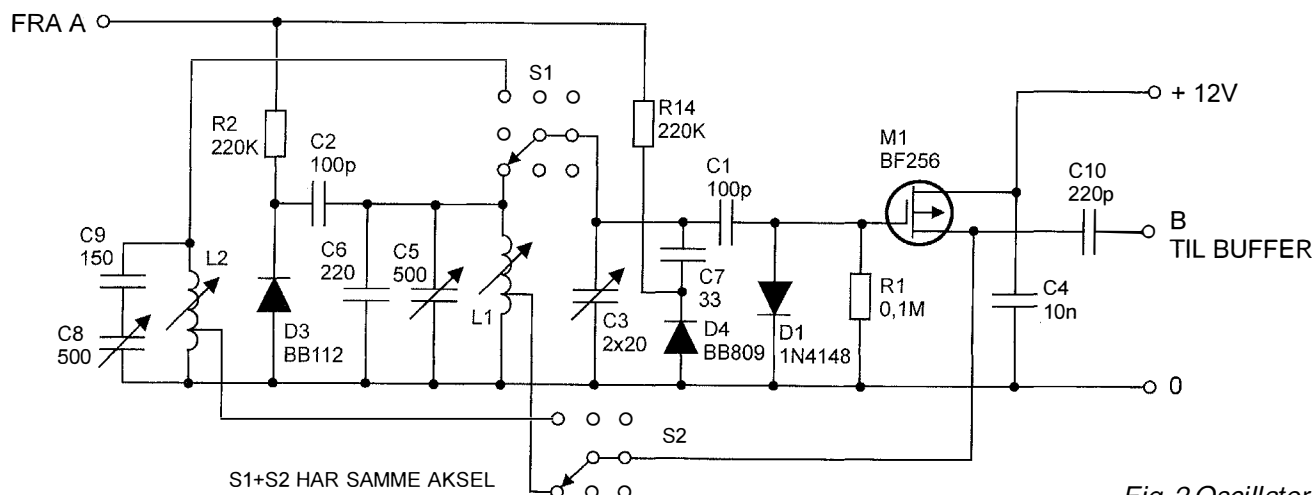 FRA A
S1
+ 12V
R2
220K
C2
100p
R14
220K
M1
BF256
C1
100p
C10
220p
B
TIL BUFFER
C9
150
L2
C6
220
C5
500
C7
33
R1
0,1M
C4
10n
C8
500
D3
BB112
L1
C3
2x20
D4
BB809
D1
1N4148
0
S2
S1+S2 HAR SAMME AKSEL
Fig. 2 Oscillator